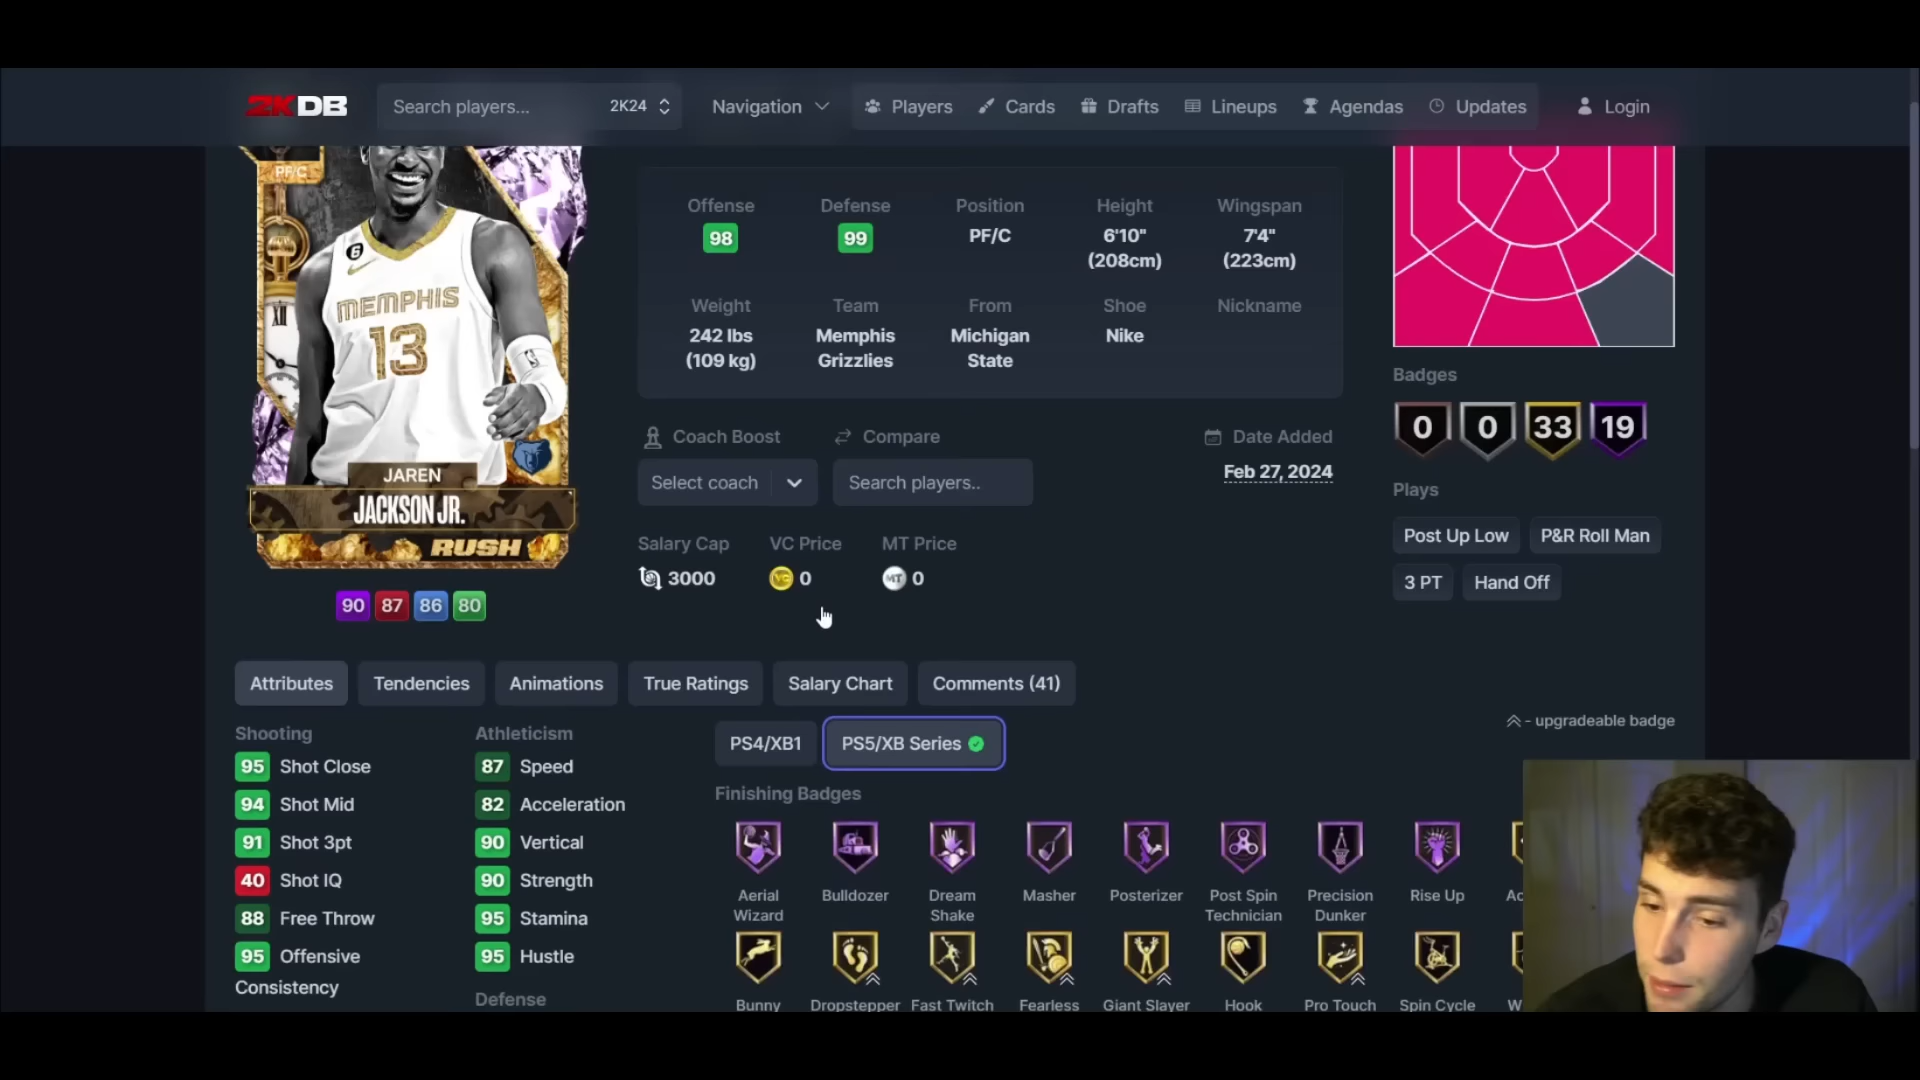 2KDB
Search players...
2K24
Navigation
Players
Cards
Drafts
Lineups
Agendas
Updates
Login
PF/C
6
XII
MEMPHIS
13
JAREN
JACKSON JR.
RUSH
90 87 86 80
Offense
98
Defense
99
Position
PF/C
Height
6'10"
(208cm)
Wingspan
7'4"
(223cm)
Weight
242 lbs
(109 kg)
Team
Memphis
Grizzlies
From
Michigan
State
Shoe
Nike
Nickname
Coach Boost
Select coach
Compare
Search players..
Date Added
Feb 27, 2024
Salary Cap
3000
VC Price
VC 0
MT Price
MT 0
Badges
0 0 33 19
Plays
Post Up Low
P&R Roll Man
3 PT
Hand Off
Attributes
Tendencies
Animations
True Ratings
Salary Chart
Comments (41)
Shooting
95 Shot Close
94 Shot Mid
91 Shot 3pt
40 Shot IQ
88 Free Throw
95 Offensive
Consistency
Athleticism
87 Speed
82 Acceleration
90 Vertical
90 Strength
95 Stamina
95 Hustle
Defense
PS4/XB1
PS5/XB Series
- upgradeable badge
Finishing Badges
Aerial
Wizard
Bulldozer
Dream
Shake
Masher
Posterizer
Post Spin
Technician
Precision
Dunker
Rise Up
Bunny
Dropstepper
Fast Twitch
Fearless
Giant Slayer
Hook
Pro Touch
Spin Cycle